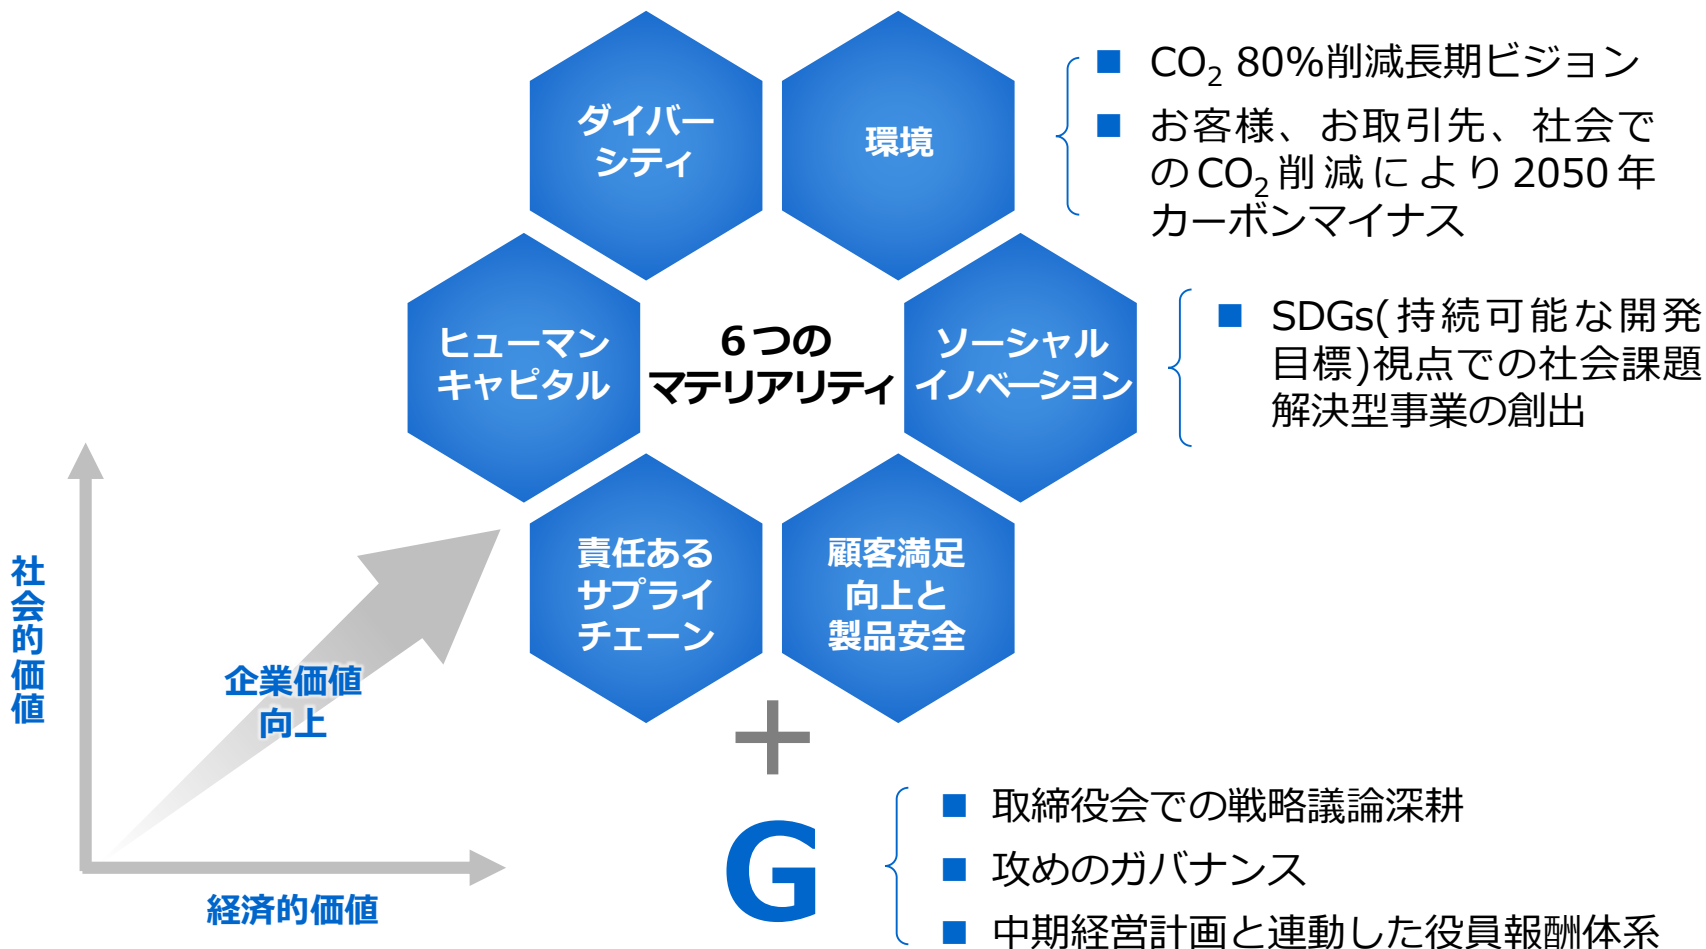 ダイバー
シティ
環境
■ CO₂ 80%削減長期ビジョン
■ お客様、お取引先、社会で
のCO₂削減により2050年
カーボンマイナス
ヒューマン
キャピタル
6つの
マテリアリティ
ソーシャル
イノベーション
■ SDGs(持続可能な開発
目標)視点での社会課題
解決型事業の創出
責任ある
サプライ
チェーン
顧客満足
向上と
製品安全
社会的価値
企業価値
向上
経済的価値
+
G
■ 取締役会での戦略議論深耕
■ 攻めのガバナンス
■ 中期経営計画と連動した役員報酬体系